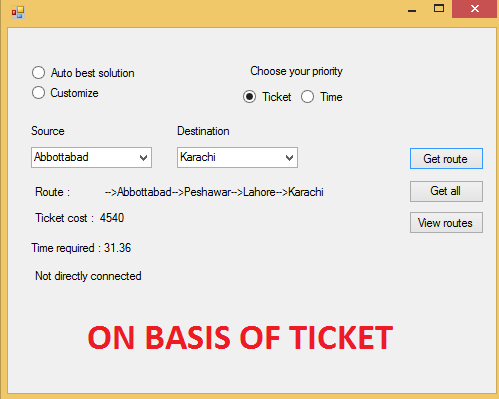 Auto best solution
Choose your priority
Customize
Ticket Time
Source Destination
Abbottabad Karachi Get route
Route : -->Abbottabad-->Peshawar-->Lahore-->Karachi Get all
Ticket cost : 4540 View routes
Time required : 31.36
Not directly connected
ON BASIS OF TICKET